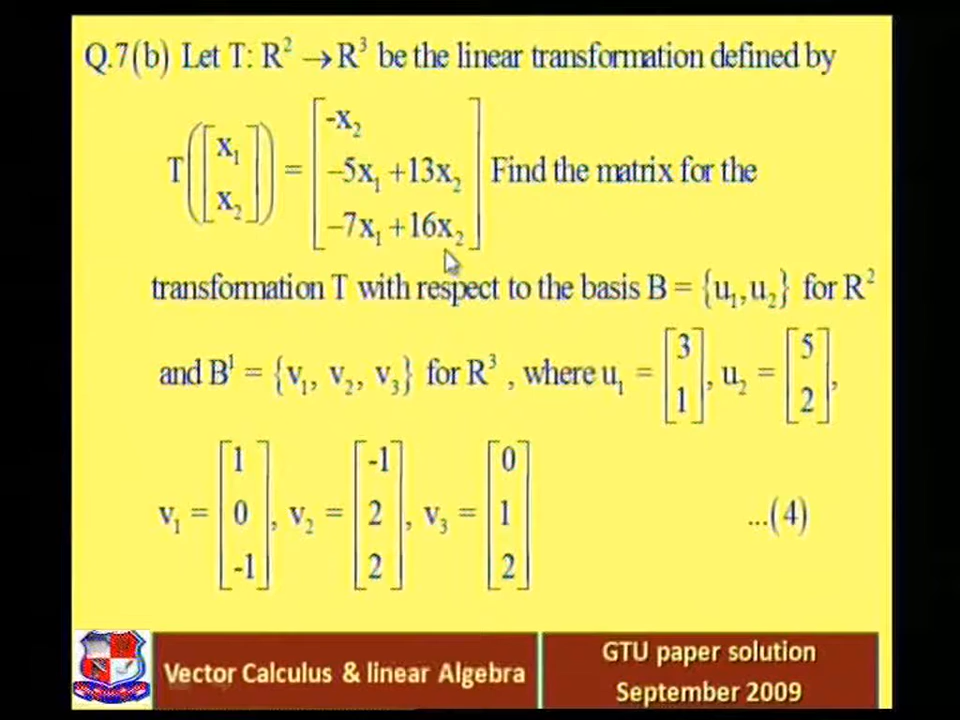 Q.7(b) Let T: R² → R³ be the linear transformation defined by
T([x₁ x₂]) = [-x₂ –5x₁ +13x₂ –7x₁ +16x₂] Find the matrix for the
transformation T with respect to the basis B = {u₁,u₂} for R²
and B¹ = {v₁, v₂, v₃} for R³ , where u₁ = [3 1], u₂ = [5 2],
v₁ = [1 0 -1], v₂ = [-1 2 2], v₃ = [0 1 2] ...(4)
Vector Calculus & linear Algebra
GTU paper solution
September 2009